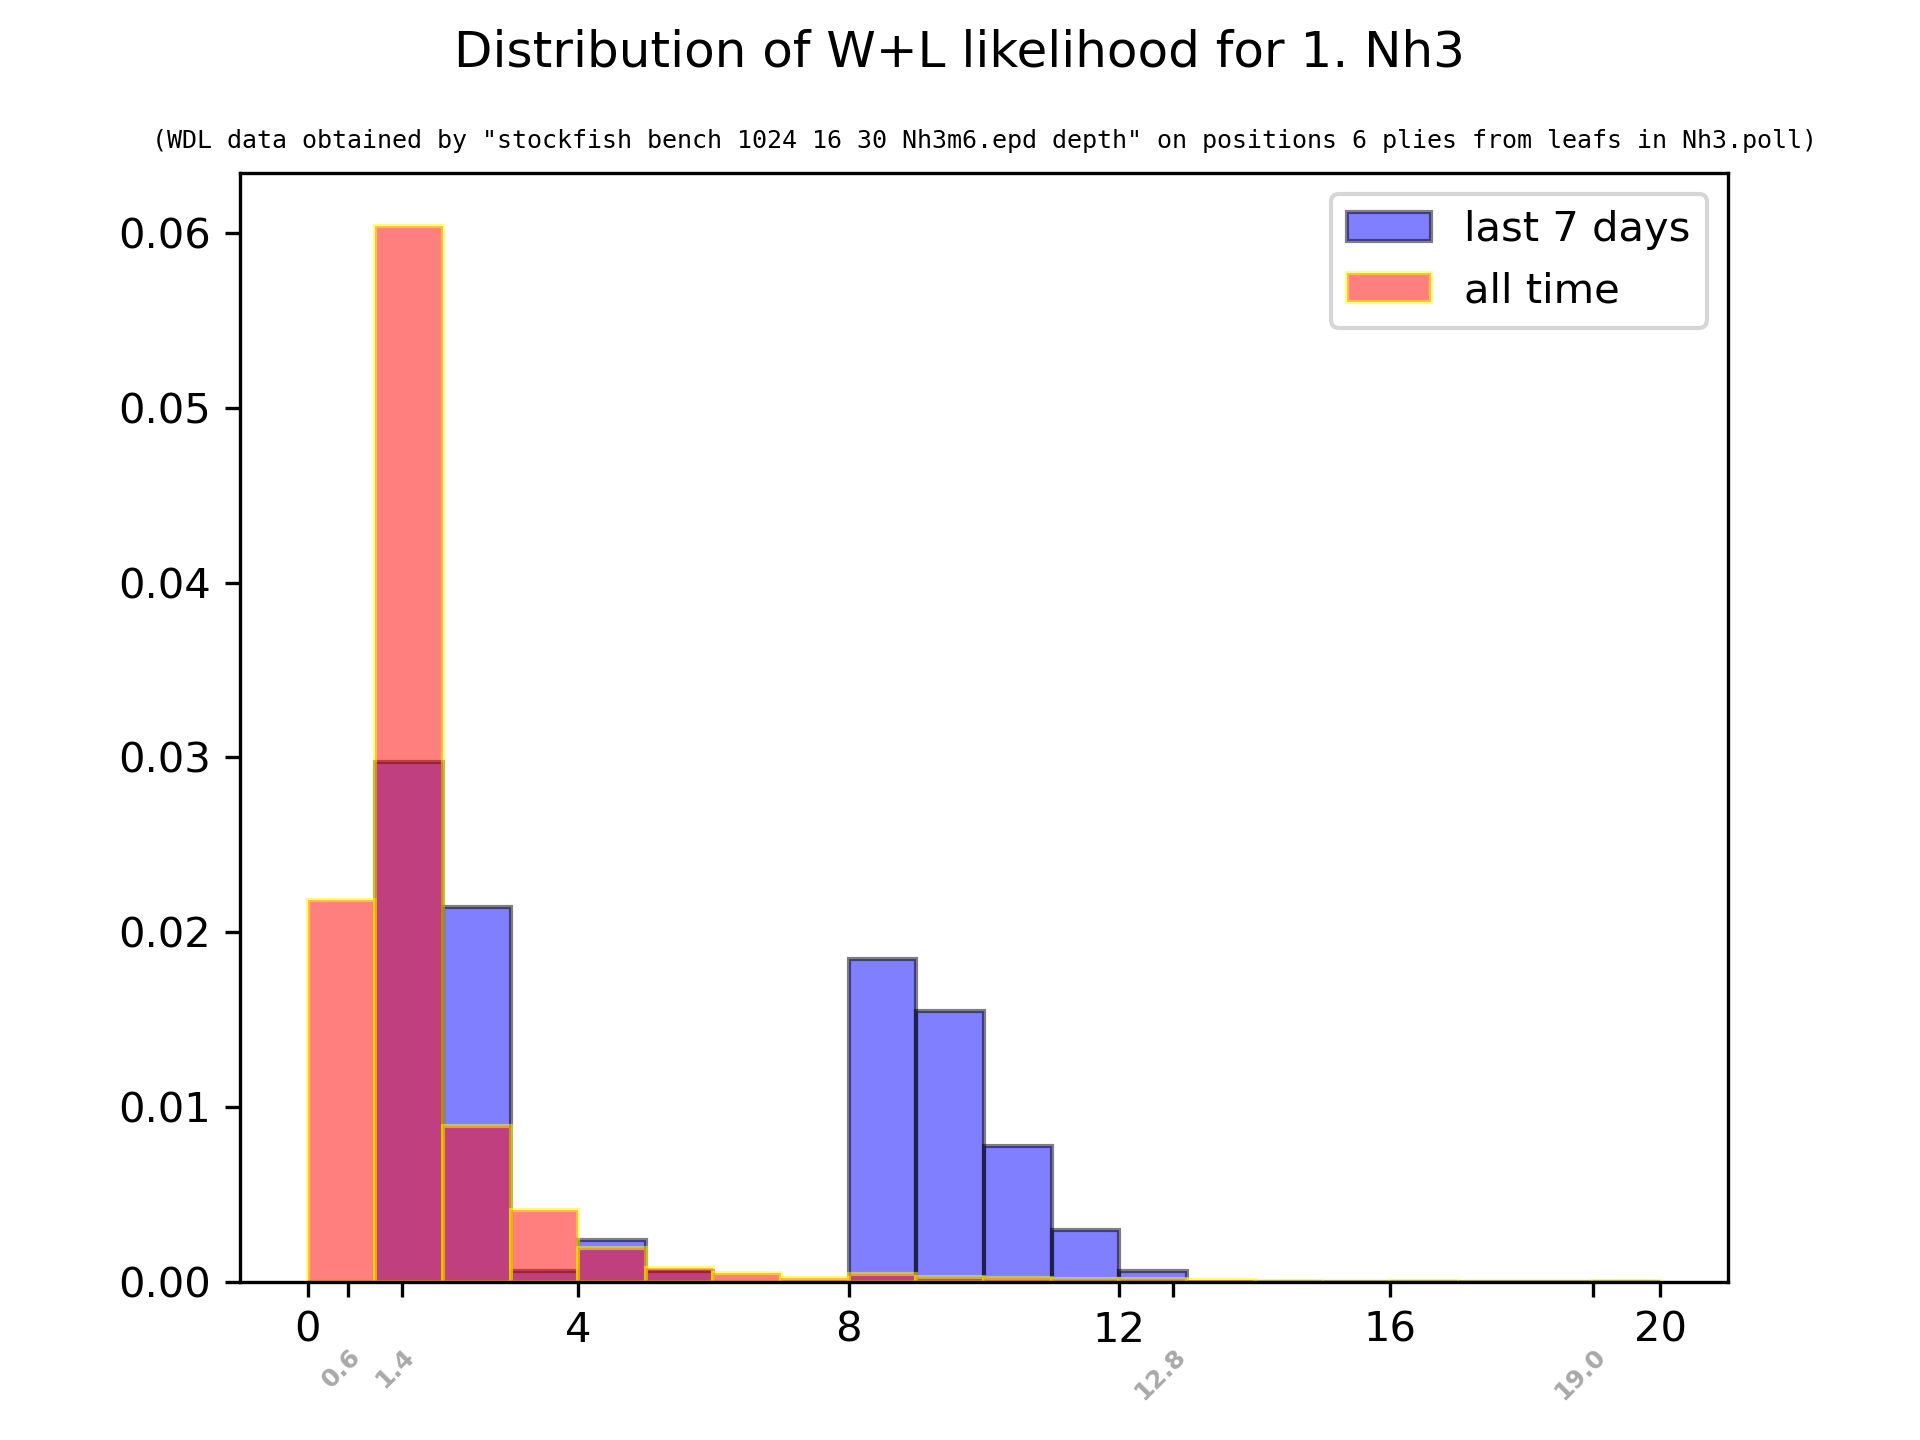 Distribution of W+L likelihood for 1. Nh3
(WDL data obtained by "stockfish bench 1024 16 30 Nh3m6.epd depth" on positions 6 plies from leafs in Nh3.poll)
last 7 days
all time
0.06
0.05
0.04
0.03
0.02
0.01
0.00
0 4 8 12 16 20
0.6 1.4 12.8 19.0